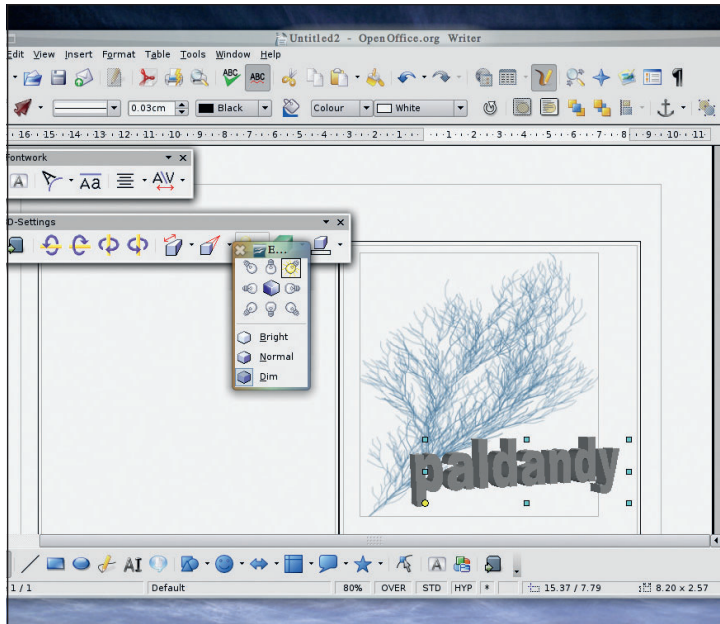 Untitled2 - OpenOffice.org Writer
Edit View Insert Format Table Tools Window Help
ABC ABC
0.03cm Black Colour White
16 15 14 13 12 11 10 9 8 7 6 5 4 3 2 1 1 2 3 4 5 6 7 8 9 10 11
Fontwork
A Aa AV
D-Settings
E...
Bright
Normal
Dim
paldandy
AI A
1 / 1 Default 80% OVER STD HYP * 15.37 / 7.79 8.20 x 2.57